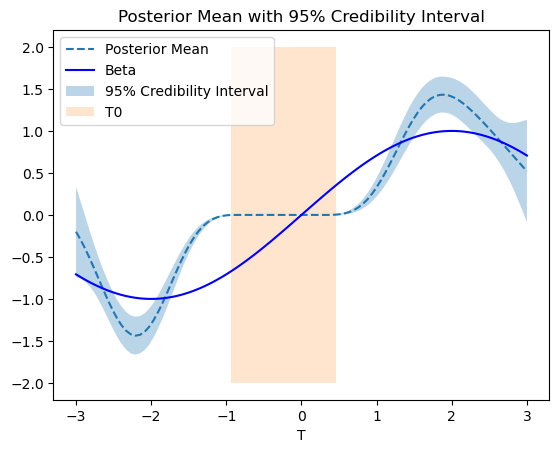 Posterior Mean with 95% Credibility Interval
2.0
1.5
1.0
0.5
0.0
−0.5
−1.0
−1.5
−2.0
Posterior Mean
Beta
95% Credibility Interval
T0
−3 −2 −1 0 1 2 3
T